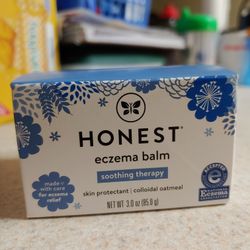 HONEST
eczema balm
soothing therapy
made
with care
for eczema
relief
skin protectant | colloidal oatmeal
NET WT 3.0 oz (85.0 g)